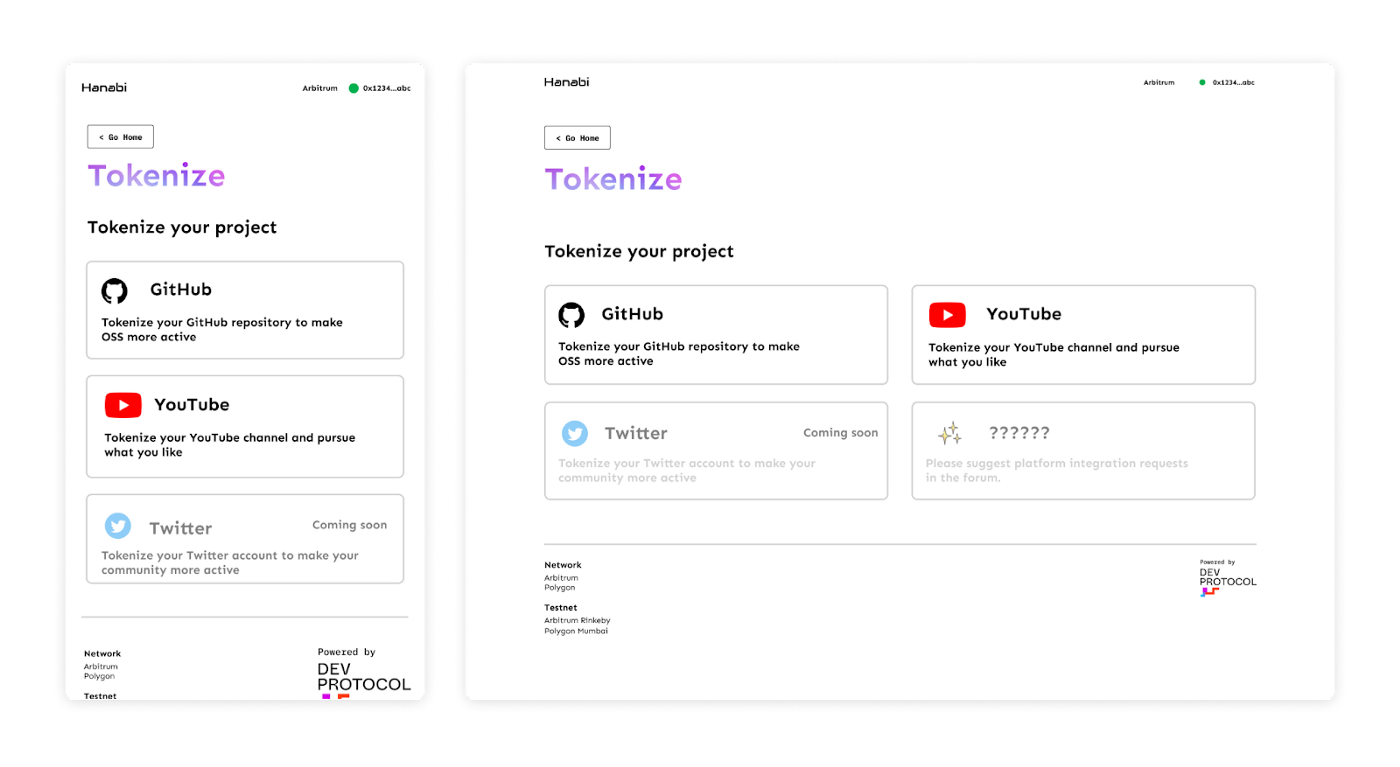 Hanabi
Arbitrum 0x1234...abc
< Go Home
Tokenize
Tokenize your project
GitHub
Tokenize your GitHub repository to make
OSS more active
YouTube
Tokenize your YouTube channel and pursue
what you like
Twitter Coming soon
Tokenize your Twitter account to make your
community more active
Network
Arbitrum
Polygon
Testnet
Powered by
DEV
PROTOCOL
Hanabi
Arbitrum 0x1234...abc
< Go Home
Tokenize
Tokenize your project
GitHub
Tokenize your GitHub repository to make
OSS more active
YouTube
Tokenize your YouTube channel and pursue
what you like
Twitter Coming soon
Tokenize your Twitter account to make your
community more active
??????
Please suggest platform integration requests
in the forum.
Network
Arbitrum
Polygon
Testnet
Arbitrum Rinkeby
Polygon Mumbai
Powered by
DEV
PROTOCOL